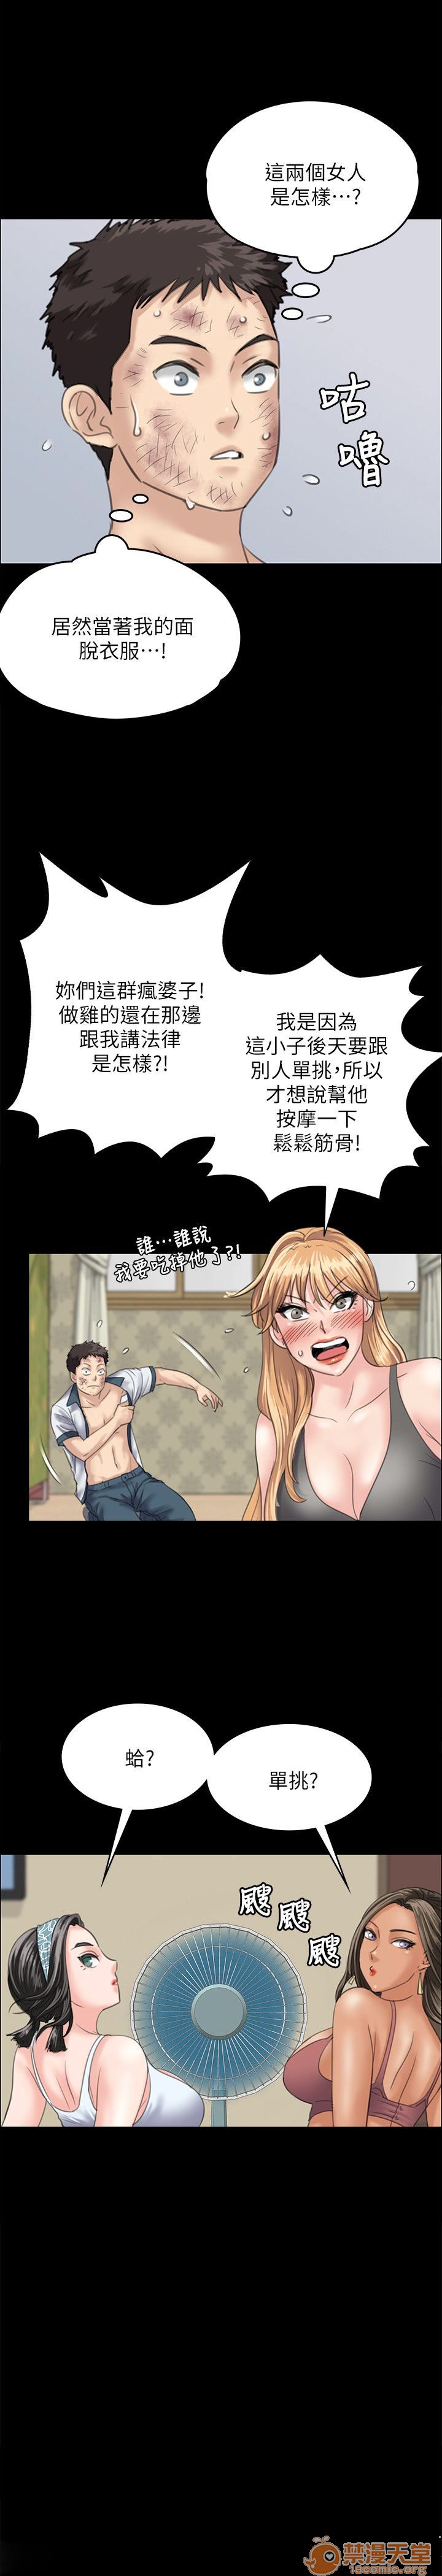 這兩個女人
是怎樣⋯?
咕
嚕
居然當著我的面
脫衣服⋯!
妳們這群瘋婆子!
做雞的還在那邊
跟我講法律
是怎樣?!
我是因為
這小子後天要跟
別人單挑,所以
才想說幫他
按摩一下
鬆鬆筋骨!
誰⋯誰說
我要吃掉他了?!
蛤?
單挑?
颼
颼
颼
禁漫天堂
18comic.org